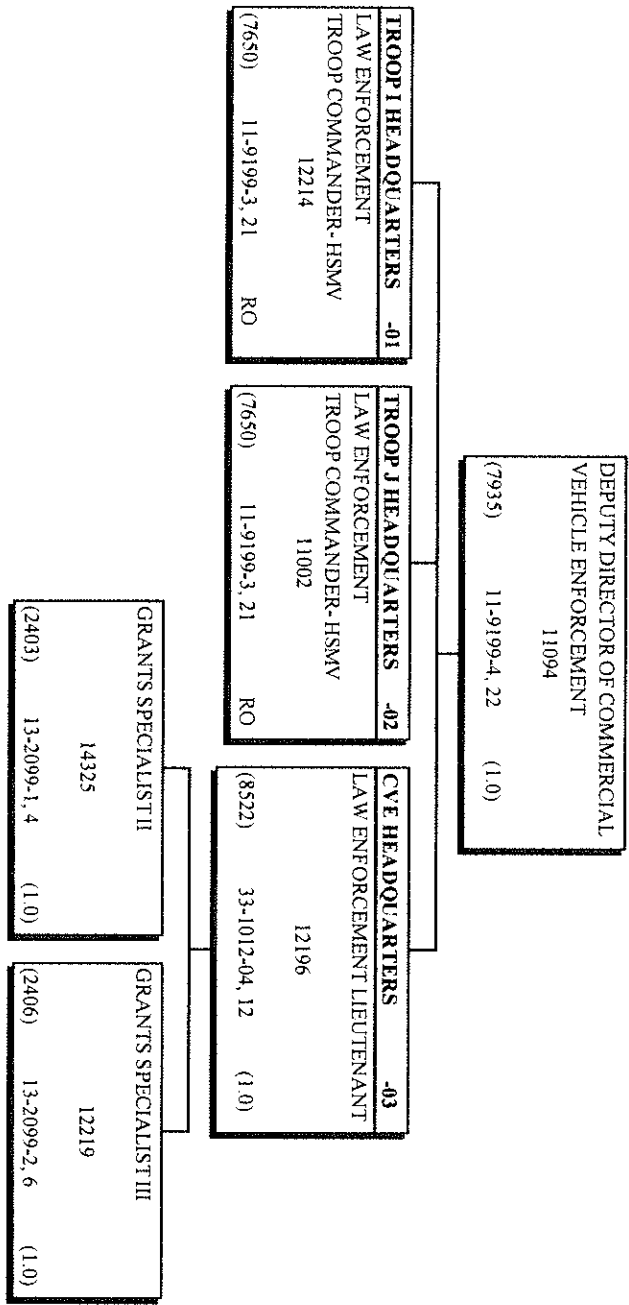 DEPUTY DIRECTOR OF COMMERCIAL
VEHICLE ENFORCEMENT
11094
(7935) 11-9199-4, 22 (1.0)
TROOP I HEADQUARTERS -01
LAW ENFORCEMENT
TROOP COMMANDER- HSMV
12214
(7650) 11-9199-3, 21 RO
TROOP J HEADQUARTERS -02
LAW ENFORCEMENT
TROOP COMMANDER- HSMV
11002
(7650) 11-9199-3, 21 RO
CVE HEADQUARTERS -03
LAW ENFORCEMENT LIEUTENANT
12196
(8522) 33-1012-04, 12 (1.0)
GRANTS SPECIALIST II
14325
(2403) 13-2099-1, 4 (1.0)
GRANTS SPECIALIST III
12219
(2406) 13-2099-2, 6 (1.0)